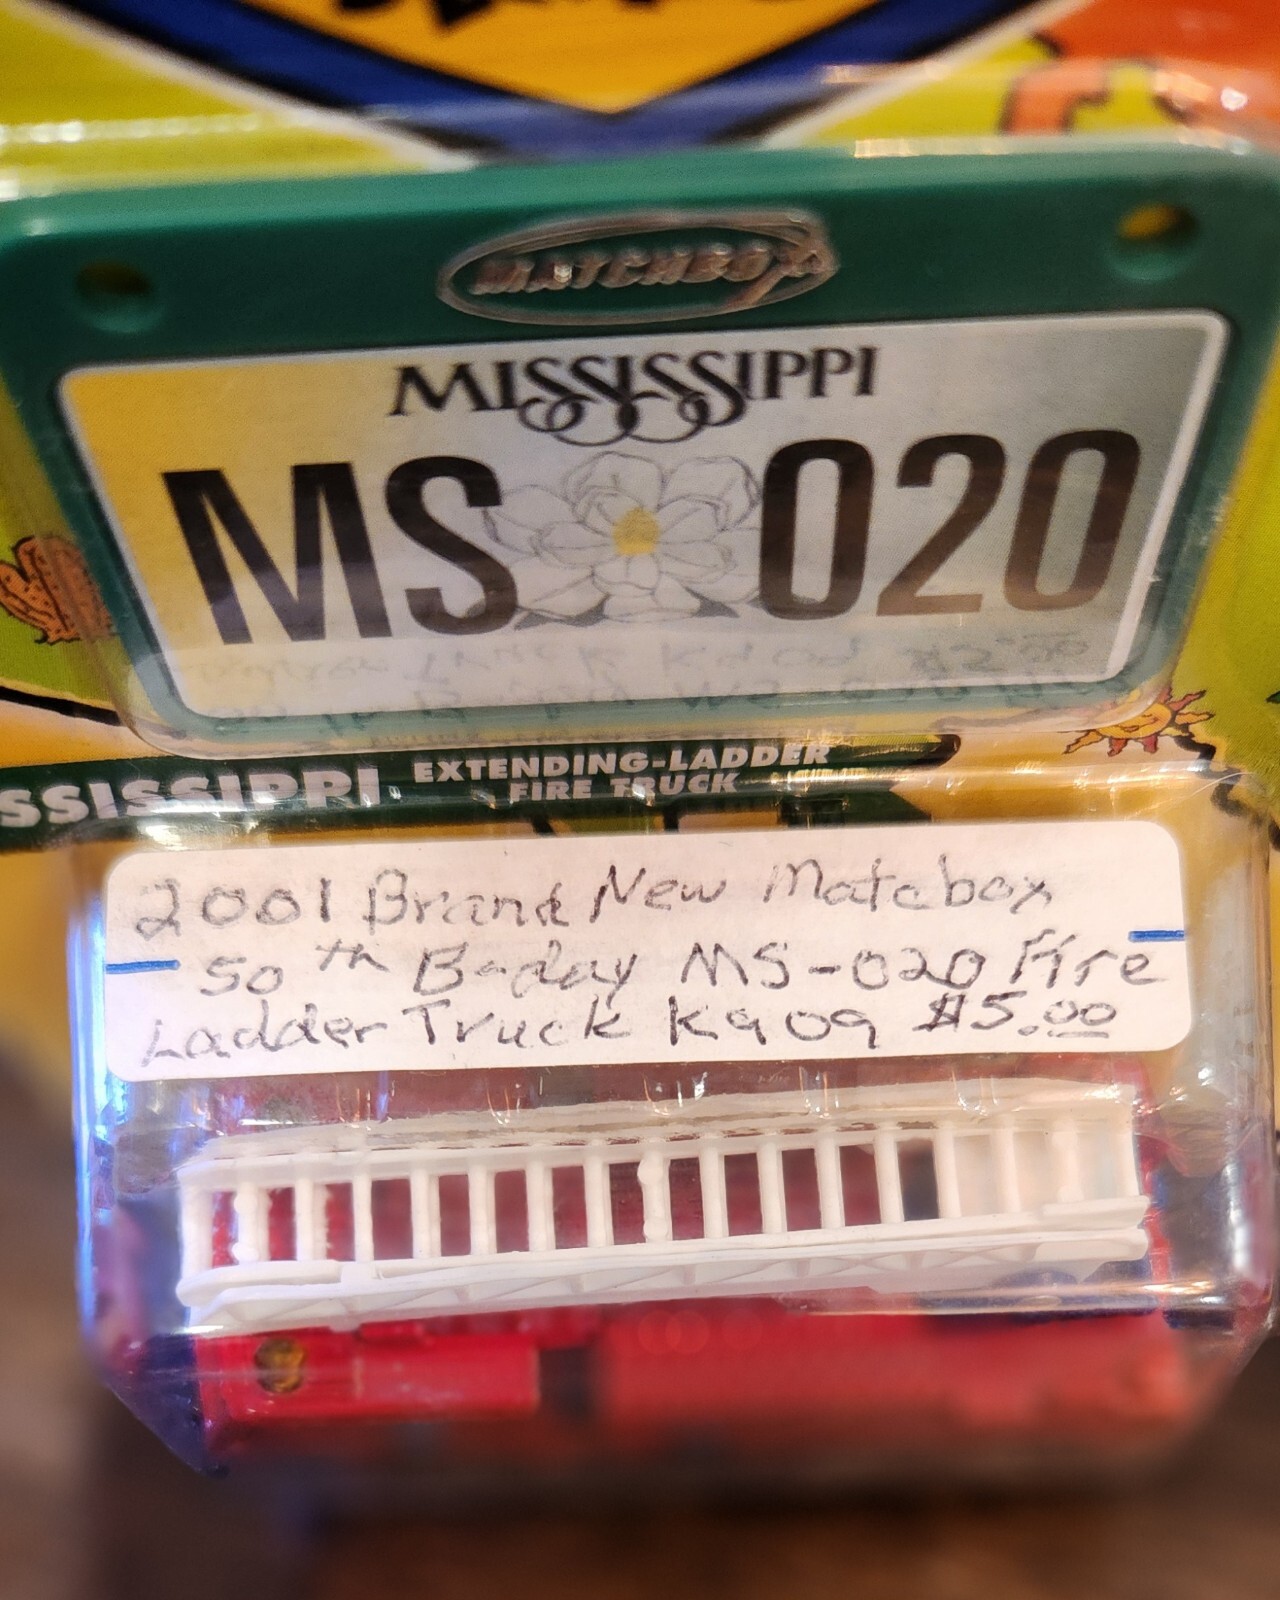 MATCHBOX
MISSISSIPPI
MS 020
SSISSIPPI EXTENDING-LADDER
FIRE TRUCK
2001 Brand New Matcbox
50th B-day MS-020 Fire
Ladder Truck K909 $5.00